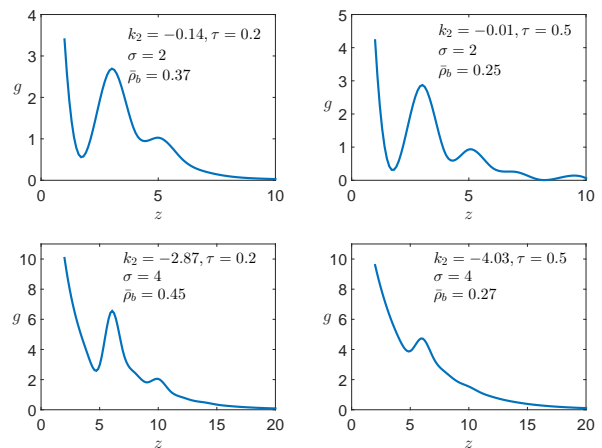 4
3
2
1
0
g
k₂ = −0.14, τ = 0.2
σ = 2
ρ̄_b = 0.37
0 5 10
z
5
4
3
2
1
0
g
k₂ = −0.01, τ = 0.5
σ = 2
ρ̄_b = 0.25
0 5 10
z
10
8
6
4
2
0
g
k₂ = −2.87, τ = 0.2
σ = 4
ρ̄_b = 0.45
0 5 10 15 20
z
10
8
6
4
2
0
g
k₂ = −4.03, τ = 0.5
σ = 4
ρ̄_b = 0.27
0 5 10 15 20
z